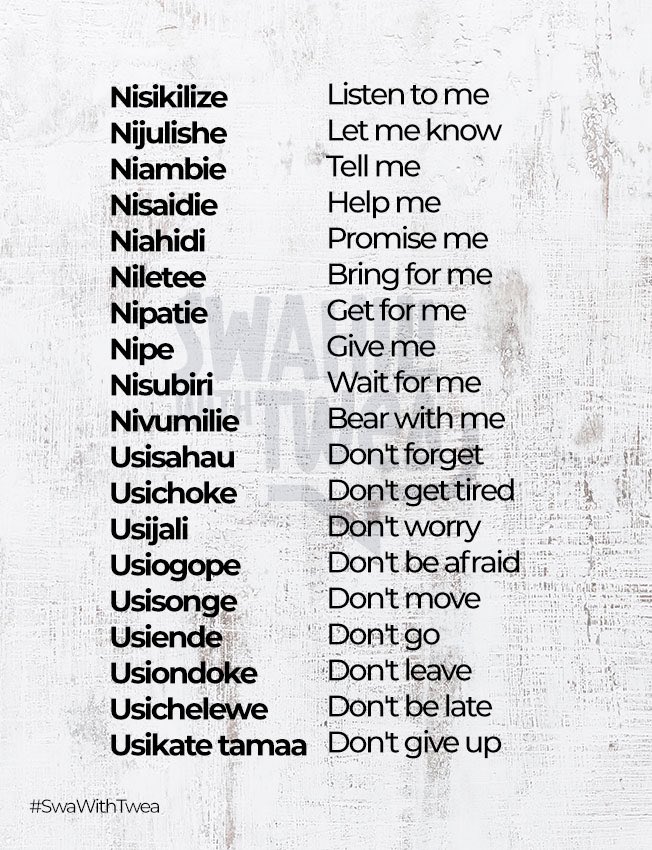 Nisikilize Listen to me
Nijulishe Let me know
Niambie Tell me
Nisaidie Help me
Niahidi Promise me
Niletee Bring for me
Nipatie Get for me
Nipe Give me
Nisubiri Wait for me
Nivumilie Bear with me
Usisahau Don't forget
Usichoke Don't get tired
Usijali Don't worry
Usiogope Don't be afraid
Usisonge Don't move
Usiende Don't go
Usiondoke Don't leave
Usichelewe Don't be late
Usikate tamaa Don't give up
#SwaWithTwea